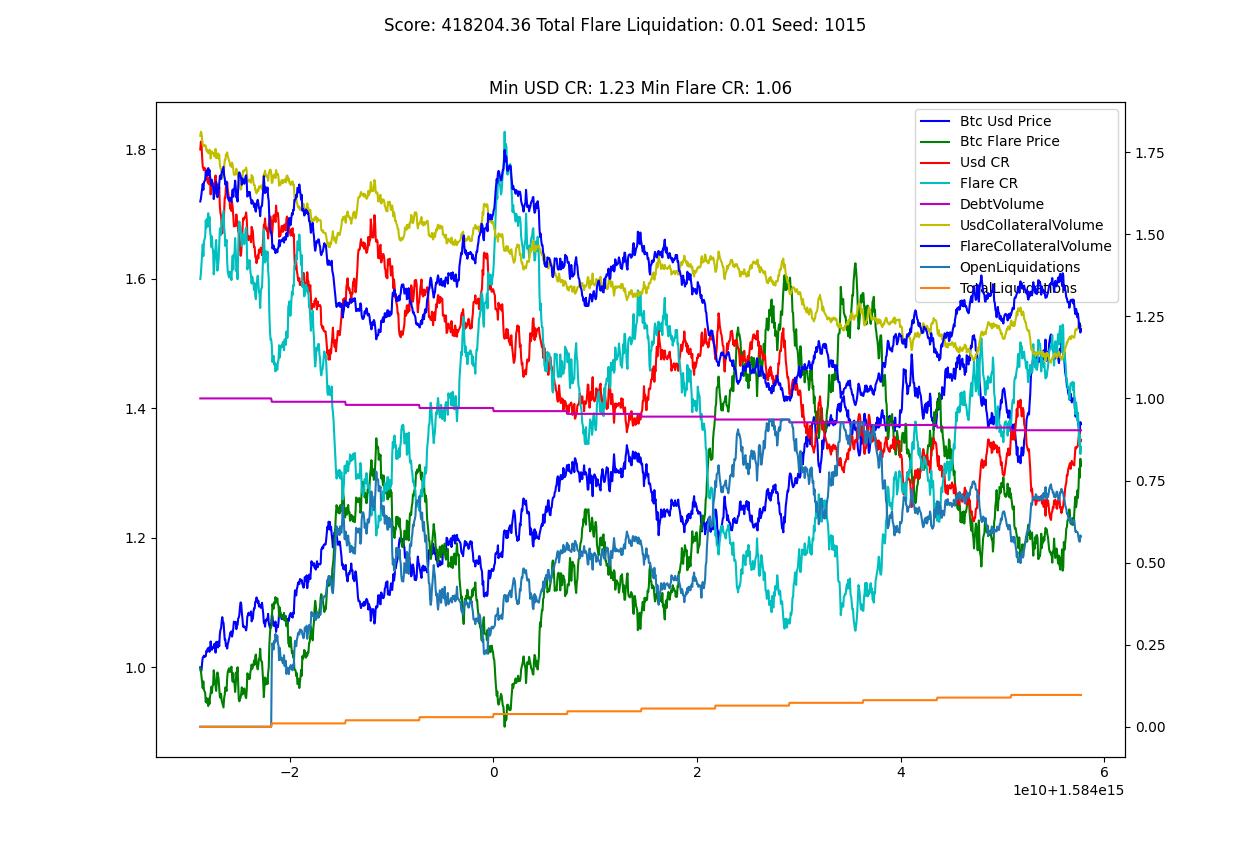 Score: 418204.36 Total Flare Liquidation: 0.01 Seed: 1015
Min USD CR: 1.23 Min Flare CR: 1.06
Btc Usd Price
Btc Flare Price
Usd CR
Flare CR
DebtVolume
UsdCollateralVolume
FlareCollateralVolume
OpenLiquidations
TotalLiquidations
1.8
1.6
1.4
1.2
1.0
1.75
1.50
1.25
1.00
0.75
0.50
0.25
0.00
−2
0
2
4
6
1e10+1.584e15